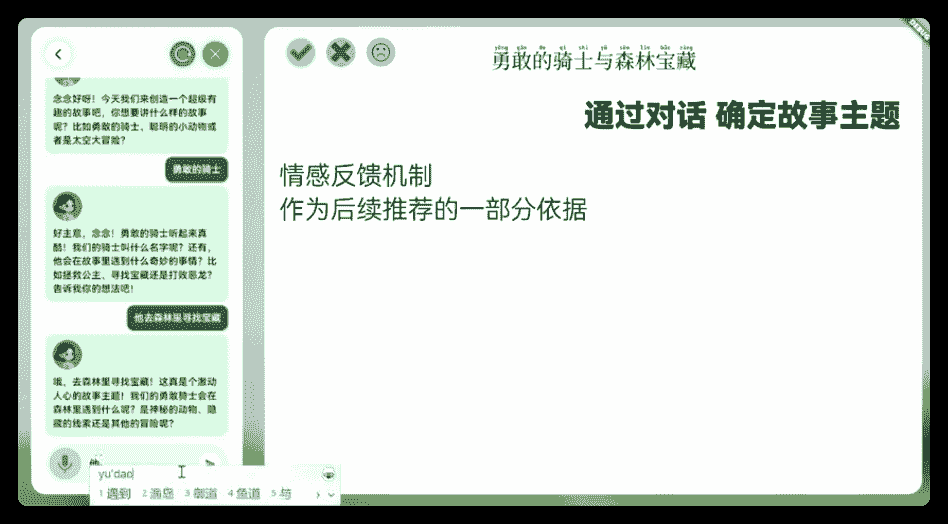 念念好呀！今天我们来创造一个超级有
趣的故事吧，你想要讲什么样的故事
呢？比如勇敢的骑士、聪明的小动物或
者是太空大冒险？
勇敢的骑士
好主意，念念！勇敢的骑士听起来真
酷！我们的骑士叫什么名字呢？还有，
他会在故事里遇到什么奇妙的事情？比
如拯救公主、寻找宝藏还是打败恶龙？
告诉我你的想法吧！
他去森林里寻找宝藏
哦，去森林里寻找宝藏！这真是个激动
人心的故事主题！我们的勇敢骑士会在
森林里遇到什么呢？是神秘的动物、隐
藏的线索还是其他的冒险呢？
他
yu'dao
1 遇到 2 渔岛 3 御道 4 鱼道 5 与
yǒng gǎn de qí shì yǔ sēn lín bǎo zàng
勇敢的骑士与森林宝藏
通过对话 确定故事主题
情感反馈机制
作为后续推荐的一部分依据